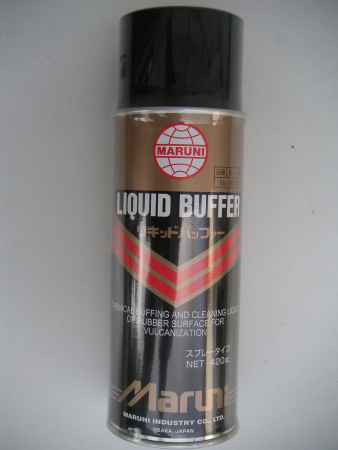 MARUNI
LIQUID BUFFER
リキッドバッファー
CHEMICAL BUFFING AND CLEANING LIQUID
OF RUBBER SURFACE FOR
VULCANIZATION
スプレータイプ
NET 420cc
Maruni
MARUNI INDUSTRY CO., LTD.
OSAKA, JAPAN